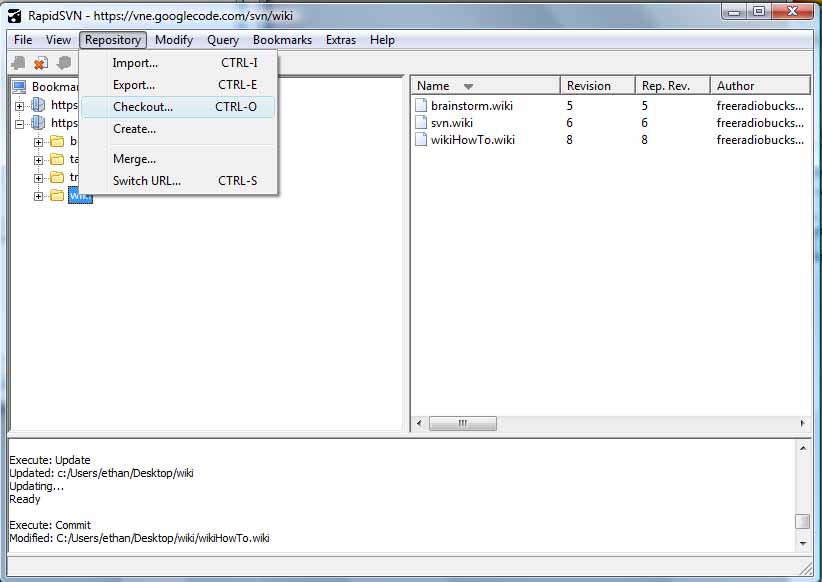 RapidSVN - https://vne.googlecode.com/svn/wiki
File View Repository Modify Query Bookmarks Extras Help
Import... CTRL-I
Export... CTRL-E
Checkout... CTRL-O
Create...
Merge...
Switch URL... CTRL-S
Bookmar
https
https
b
ta
tr
wiki
Name Revision Rep. Rev. Author
brainstorm.wiki 5 5 freeradiobucks...
svn.wiki 6 6 freeradiobucks...
wikiHowTo.wiki 8 8 freeradiobucks...
Execute: Update
Updated: c:/Users/ethan/Desktop/wiki
Updating...
Ready
Execute: Commit
Modified: C:/Users/ethan/Desktop/wiki/wikiHowTo.wiki